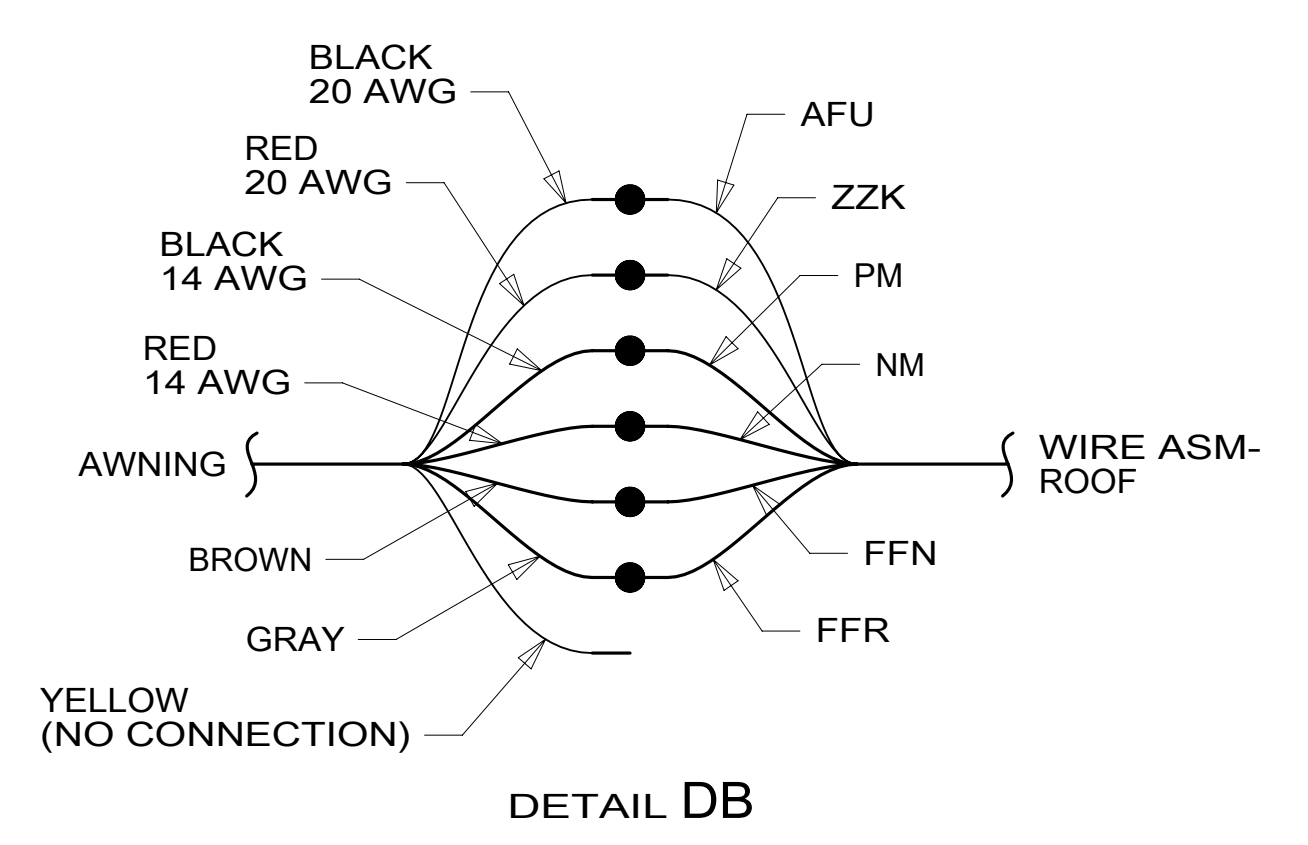 BLACK
20 AWG
AFU
RED
20 AWG
ZZK
BLACK
14 AWG
PM
RED
14 AWG
NM
AWNING
WIRE ASM-
ROOF
BROWN
FFN
GRAY
FFR
YELLOW
(NO CONNECTION)
DETAIL DB